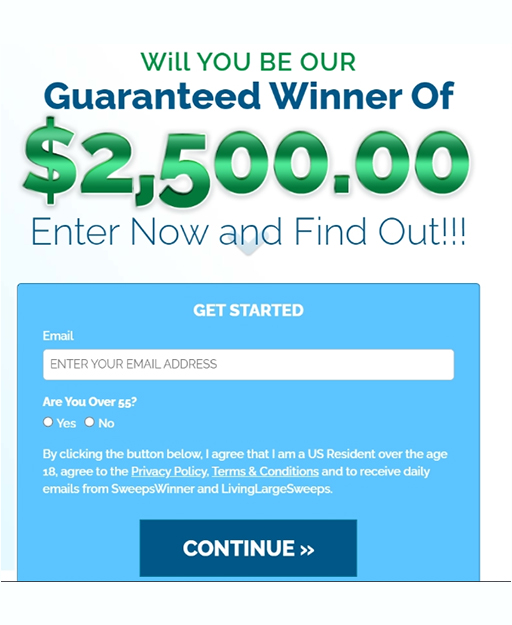 Will YOU BE OUR
Guaranteed Winner Of
$2,500.00
Enter Now and Find Out!!!
GET STARTED
Email
ENTER YOUR EMAIL ADDRESS
Are You Over 55?
Yes No
By clicking the button below, I agree that I am a US Resident over the age
18, agree to the Privacy Policy, Terms & Conditions and to receive daily
emails from SweepsWinner and LivingLargeSweeps.
CONTINUE »